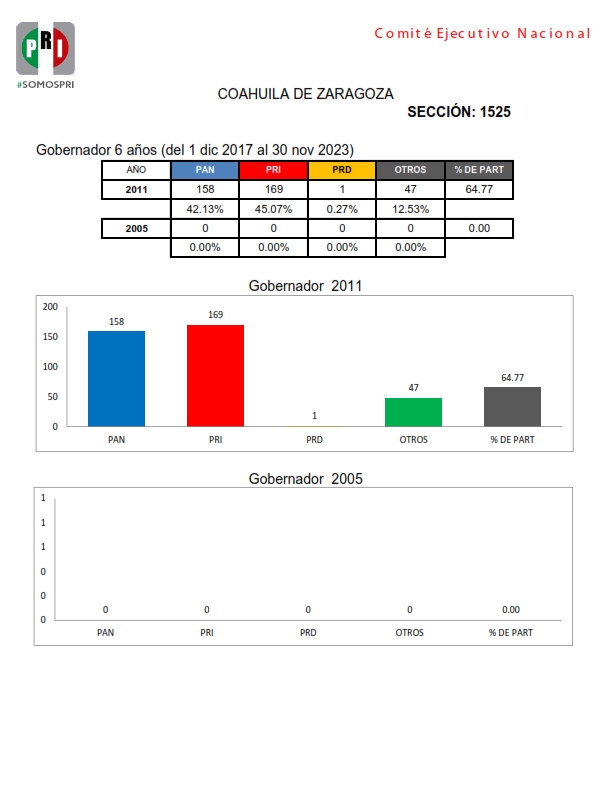 PRI
#SOMOSPRI
Comité Ejecutivo Nacional
COAHUILA DE ZARAGOZA
SECCIÓN: 1525
Gobernador 6 años (del 1 dic 2017 al 30 nov 2023)
AÑO PAN PRI PRD OTROS % DE PART
2011 158 169 1 47 64.77
42.13% 45.07% 0.27% 12.53%
2005 0 0 0 0 0.00
0.00% 0.00% 0.00% 0.00%
Gobernador 2011
200
150
100
50
0
158
169
1
47
64.77
PAN PRI PRD OTROS % DE PART
Gobernador 2005
1
1
1
0
0
0
0 0 0 0 0.00
PAN PRI PRD OTROS % DE PART